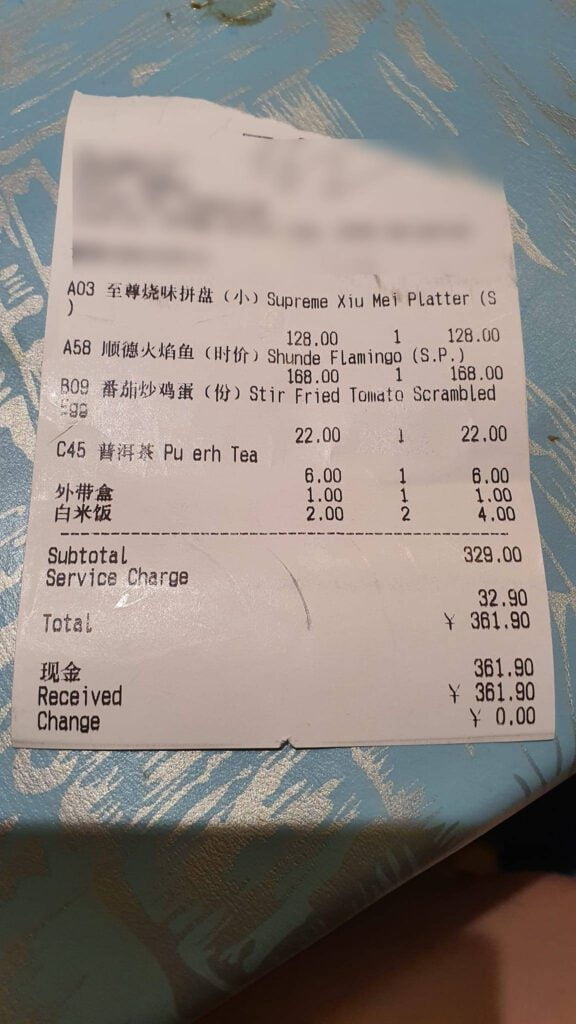 A03 至尊烧味拼盘（小）Supreme Xiu Mei Platter (S
)
128.00 1 128.00
A58 顺德火焰鱼（时价）Shunde Flamingo (S.P.)
168.00 1 168.00
B09 番茄炒鸡蛋（份）Stir Fried Tomato Scrambled
Egg
22.00 1 22.00
C45 普洱茶 Pu erh Tea
6.00 1 6.00
外带盒 1.00 1 1.00
白米饭 2.00 2 4.00
Subtotal 329.00
Service Charge
32.90
Total ¥ 361.90
现金 361.90
Received ¥ 361.90
Change ¥ 0.00